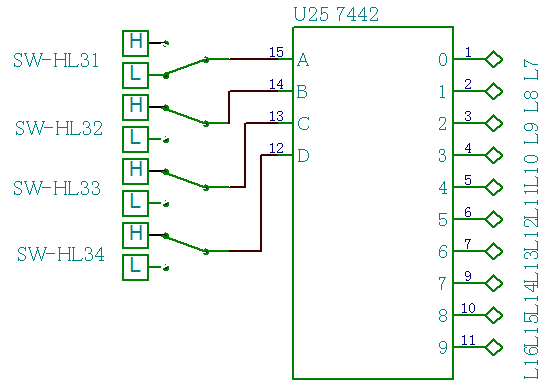 U25 7442
SW-HL31
H
L
SW-HL32
H
L
SW-HL33
H
L
SW-HL34
H
L
15 A
14 B
13 C
12 D
0 1 L7
1 2 L8
2 3 L9
3 4 L10
4 5 L11
5 6 L12
6 7 L13
7 9 L14
8 10 L15
9 11 L16